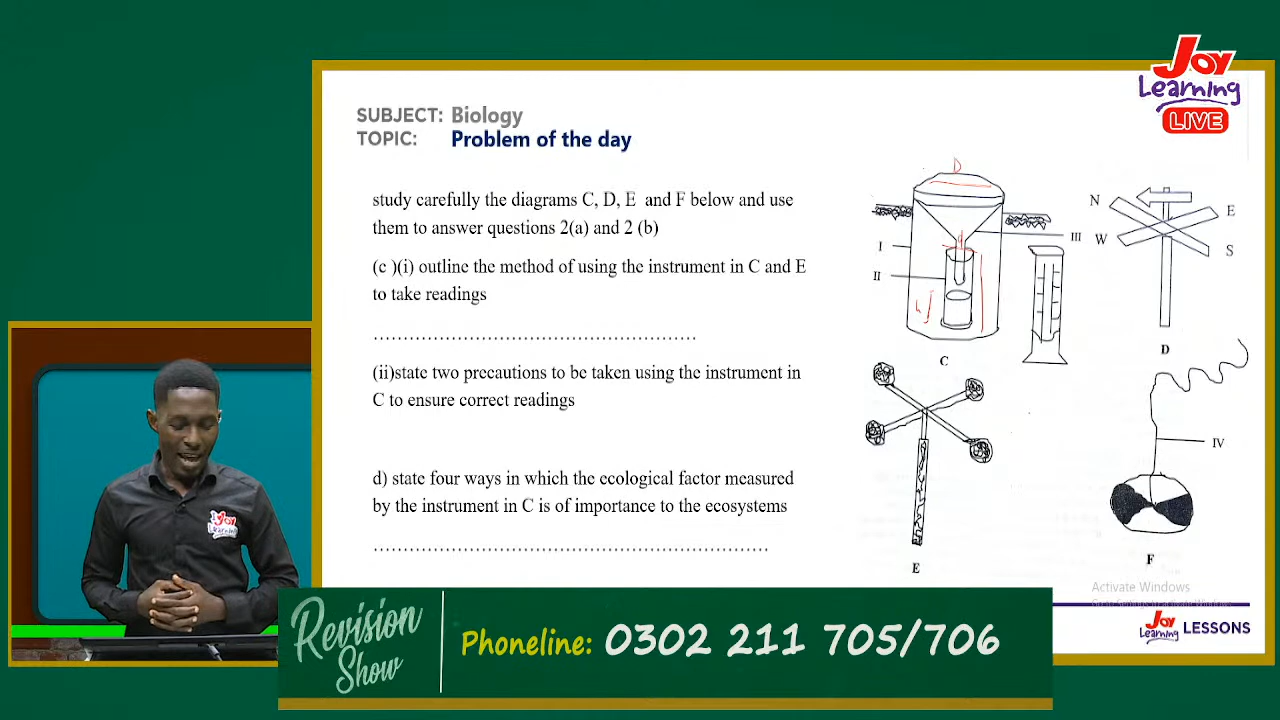 Joy
Learning
LIVE
SUBJECT: Biology
TOPIC: Problem of the day
study carefully the diagrams C, D, E and F below and use
them to answer questions 2(a) and 2 (b)
(c )(i) outline the method of using the instrument in C and E
to take readings
......................................................
(ii)state two precautions to be taken using the instrument in
C to ensure correct readings
d) state four ways in which the ecological factor measured
by the instrument in C is of importance to the ecosystems
..................................................................
D
I
II
III
C
N
E
W
S
D
E
IV
F
Activate Windows
Joy
Learning LESSONS
Joy
Learning
Revision
Show
Phoneline: 0302 211 705/706